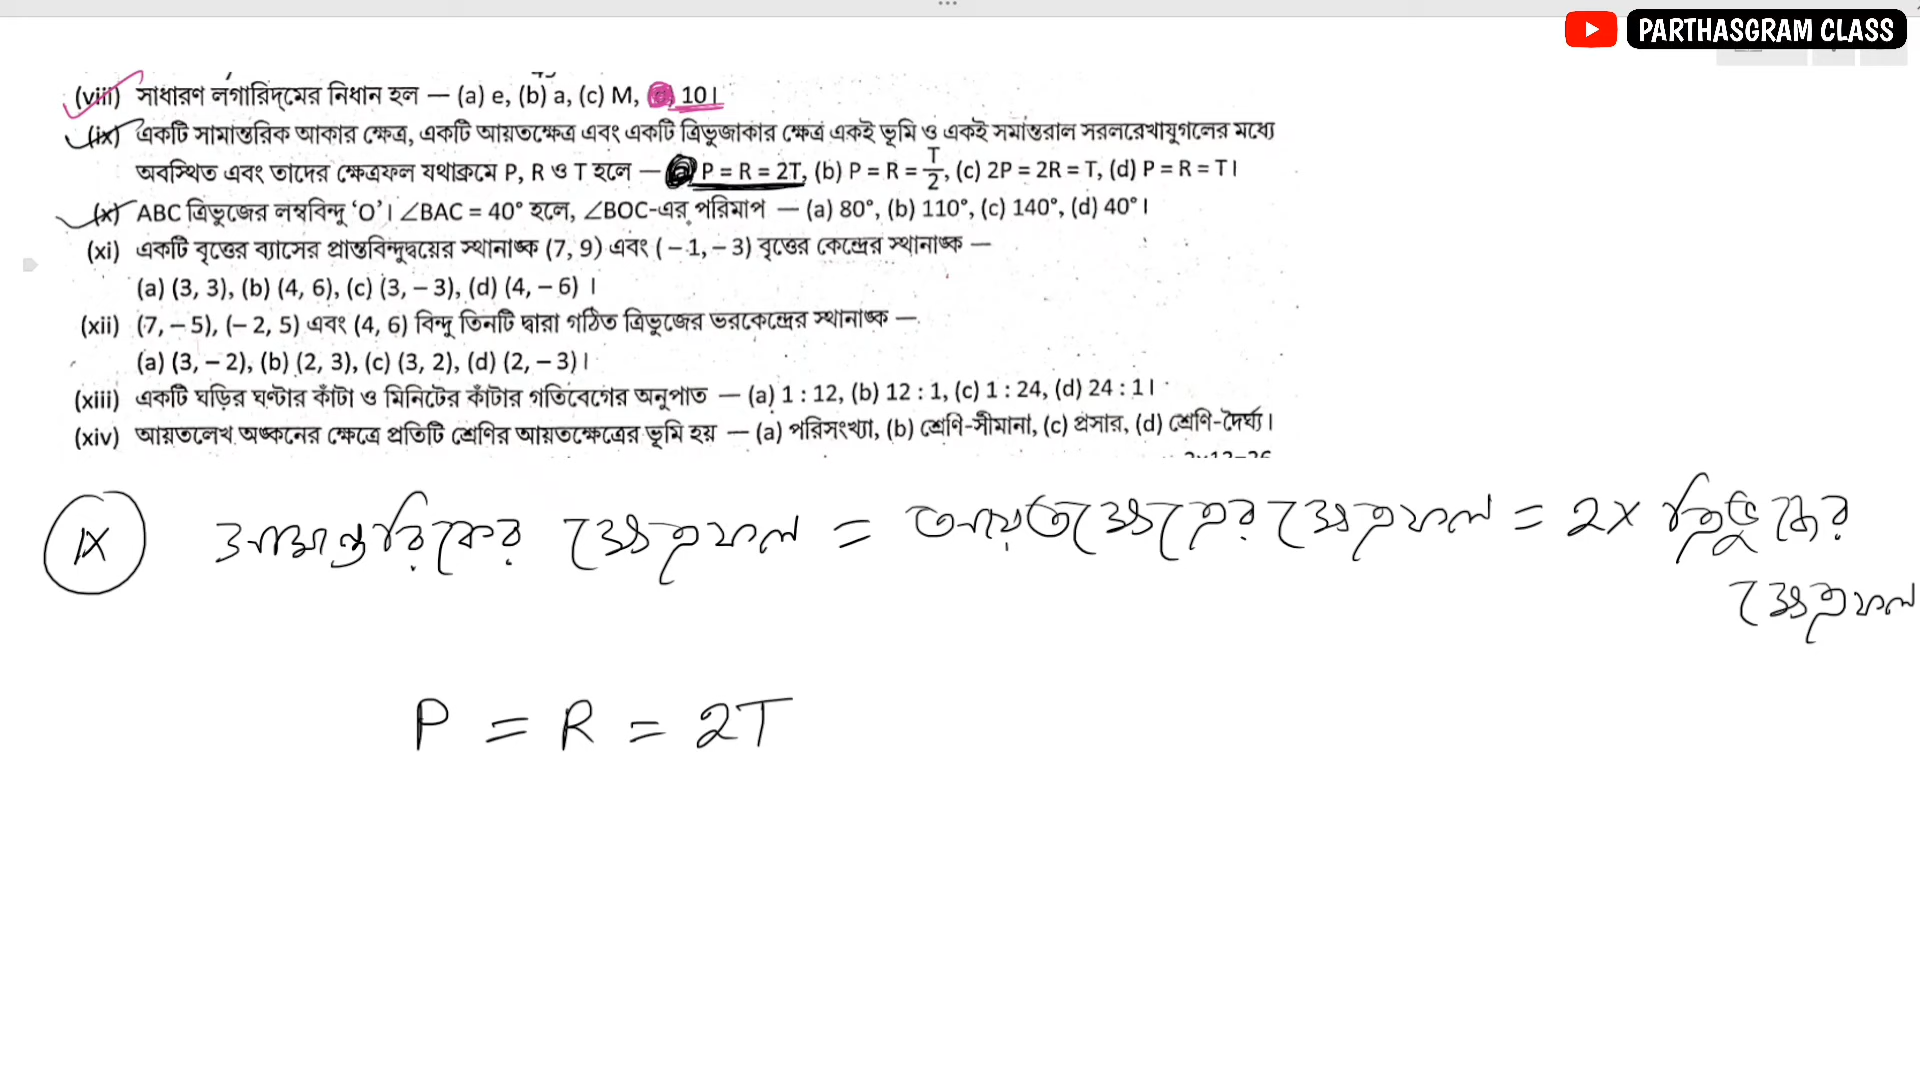 PARTHASGRAM CLASS
(viii) সাধারণ লগারিদ্‌মের নিধান হল — (a) e, (b) a, (c) M, 10।
(ix) একটি সামান্তরিক আকার ক্ষেত্র, একটি আয়তক্ষেত্র এবং একটি ত্রিভুজাকার ক্ষেত্র একই ভূমি ও একই সমান্তরাল সরলরেখাযুগলের মধ্যে
অবস্থিত এবং তাদের ক্ষেত্রফল যথাক্রমে P, R ও T হলে — P = R = 2T, (b) P = R = T/2, (c) 2P = 2R = T, (d) P = R = T।
(x) ABC ত্রিভুজের লম্ববিন্দু ‘O’। ∠BAC = 40° হলে, ∠BOC-এর পরিমাপ — (a) 80°, (b) 110°, (c) 140°, (d) 40°।
(xi) একটি বৃত্তের ব্যাসের প্রান্তবিন্দুদ্বয়ের স্থানাঙ্ক (7, 9) এবং (– 1, – 3) বৃত্তের কেন্দ্রের স্থানাঙ্ক —
(a) (3, 3), (b) (4, 6), (c) (3, – 3), (d) (4, – 6) ।
(xii) (7, – 5), (– 2, 5) এবং (4, 6) বিন্দু তিনটি দ্বারা গঠিত ত্রিভুজের ভরকেন্দ্রের স্থানাঙ্ক —
(a) (3, – 2), (b) (2, 3), (c) (3, 2), (d) (2, – 3)।
(xiii) একটি ঘড়ির ঘণ্টার কাঁটা ও মিনিটের কাঁটার গতিবেগের অনুপাত — (a) 1 : 12, (b) 12 : 1, (c) 1 : 24, (d) 24 : 1।
(xiv) আয়তলেখ অঙ্কনের ক্ষেত্রে প্রতিটি শ্রেণির আয়তক্ষেত্রের ভূমি হয় — (a) পরিসংখ্যা, (b) শ্রেণি-সীমানা, (c) প্রসার, (d) শ্রেণি-দৈর্ঘ্য।
IX সামান্তরিকের ক্ষেত্রফল = আয়তক্ষেত্রের ক্ষেত্রফল = 2x ত্রিভুজের
ক্ষেত্রফল
P = R = 2T